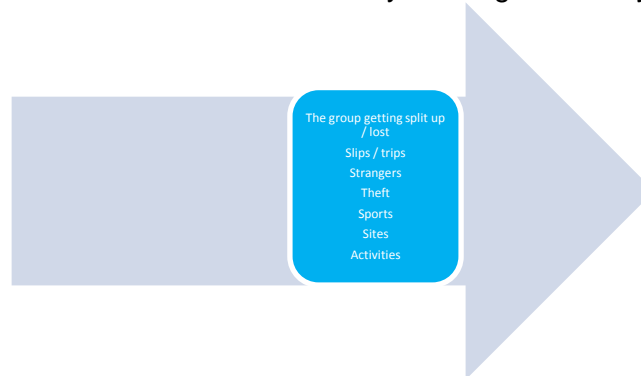 The group getting split up
/ lost
Slips / trips
Strangers
Theft
Sports
Sites
Activities